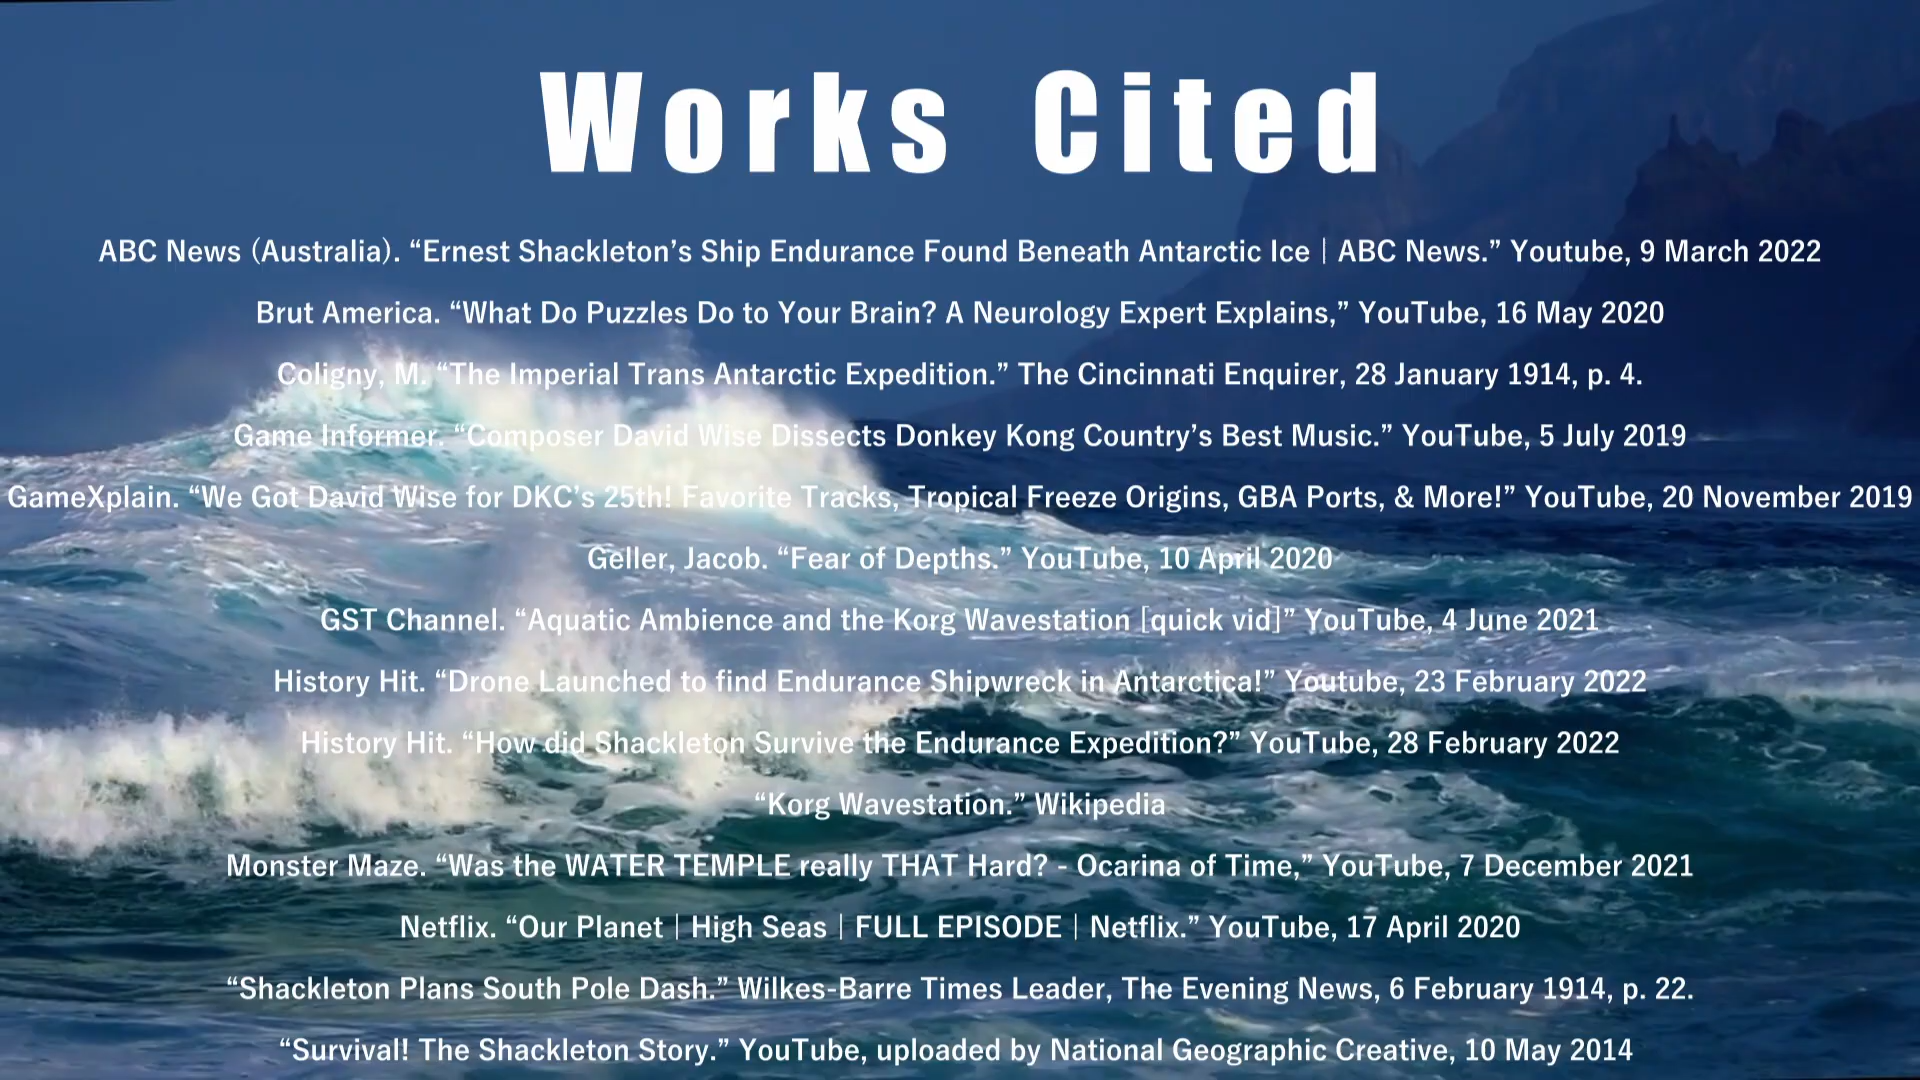 Works Cited
ABC News (Australia). “Ernest Shackleton’s Ship Endurance Found Beneath Antarctic Ice | ABC News.” Youtube, 9 March 2022
Brut America. “What Do Puzzles Do to Your Brain? A Neurology Expert Explains,” YouTube, 16 May 2020
Coligny, M. “The Imperial Trans Antarctic Expedition.” The Cincinnati Enquirer, 28 January 1914, p. 4.
Game Informer. “Composer David Wise Dissects Donkey Kong Country’s Best Music.” YouTube, 5 July 2019
GameXplain. “We Got David Wise for DKC’s 25th! Favorite Tracks, Tropical Freeze Origins, GBA Ports, & More!” YouTube, 20 November 2019
Geller, Jacob. “Fear of Depths.” YouTube, 10 April 2020
GST Channel. “Aquatic Ambience and the Korg Wavestation [quick vid]” YouTube, 4 June 2021
History Hit. “Drone Launched to find Endurance Shipwreck in Antarctica!” Youtube, 23 February 2022
History Hit. “How did Shackleton Survive the Endurance Expedition?” YouTube, 28 February 2022
“Korg Wavestation.” Wikipedia
Monster Maze. “Was the WATER TEMPLE really THAT Hard? - Ocarina of Time,” YouTube, 7 December 2021
Netflix. “Our Planet | High Seas | FULL EPISODE | Netflix.” YouTube, 17 April 2020
“Shackleton Plans South Pole Dash.” Wilkes-Barre Times Leader, The Evening News, 6 February 1914, p. 22.
“Survival! The Shackleton Story.” YouTube, uploaded by National Geographic Creative, 10 May 2014